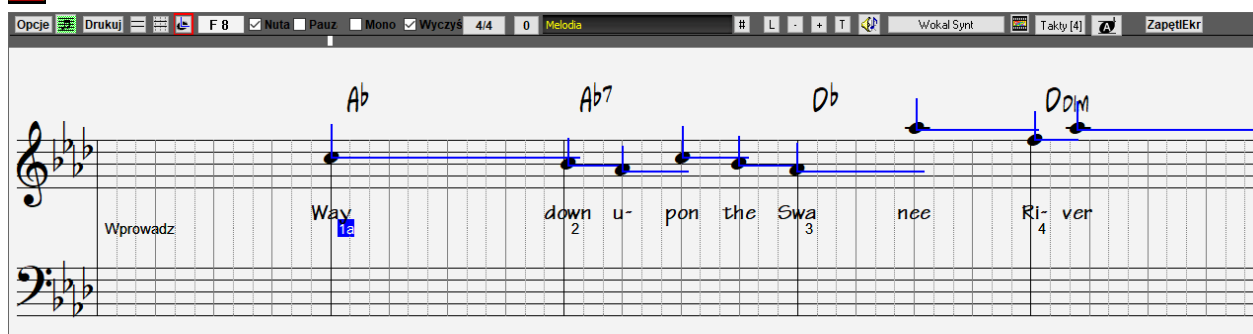 Opcje Drukuj F 8 Nuta Pauz Mono Wyczyś 4/4 0 Melodia # L - + T Wokal Synt Takty [4] A ZapętlEkr
Ab Ab7 Db Ddim
Way down u- pon the Swa nee Ri- ver
Wprowadz 1a 2 3 4